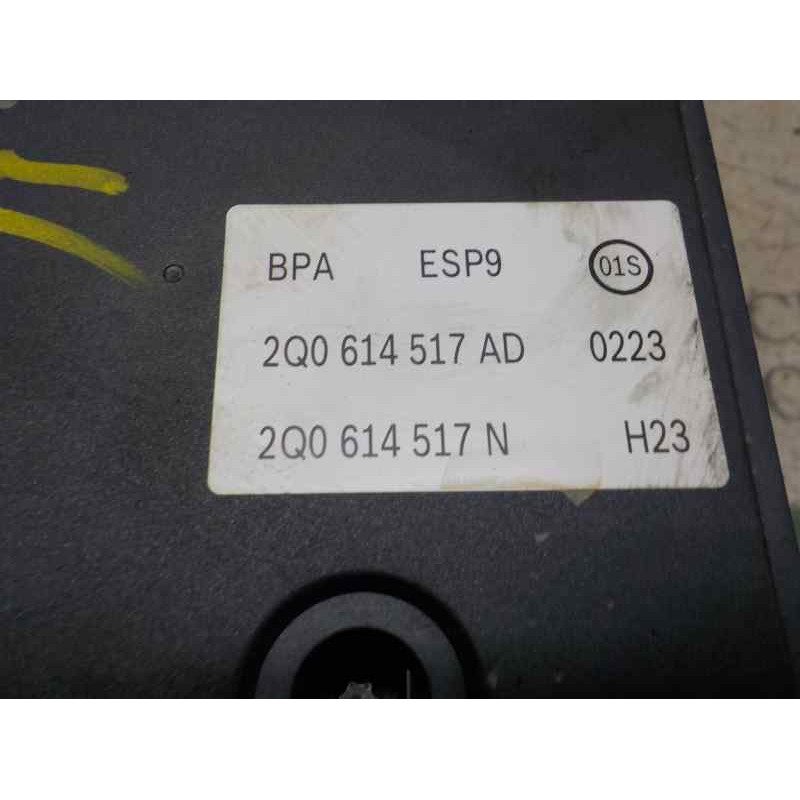 BPA ESP9 01S
2Q0 614 517 AD 0223
2Q0 614 517 N H23